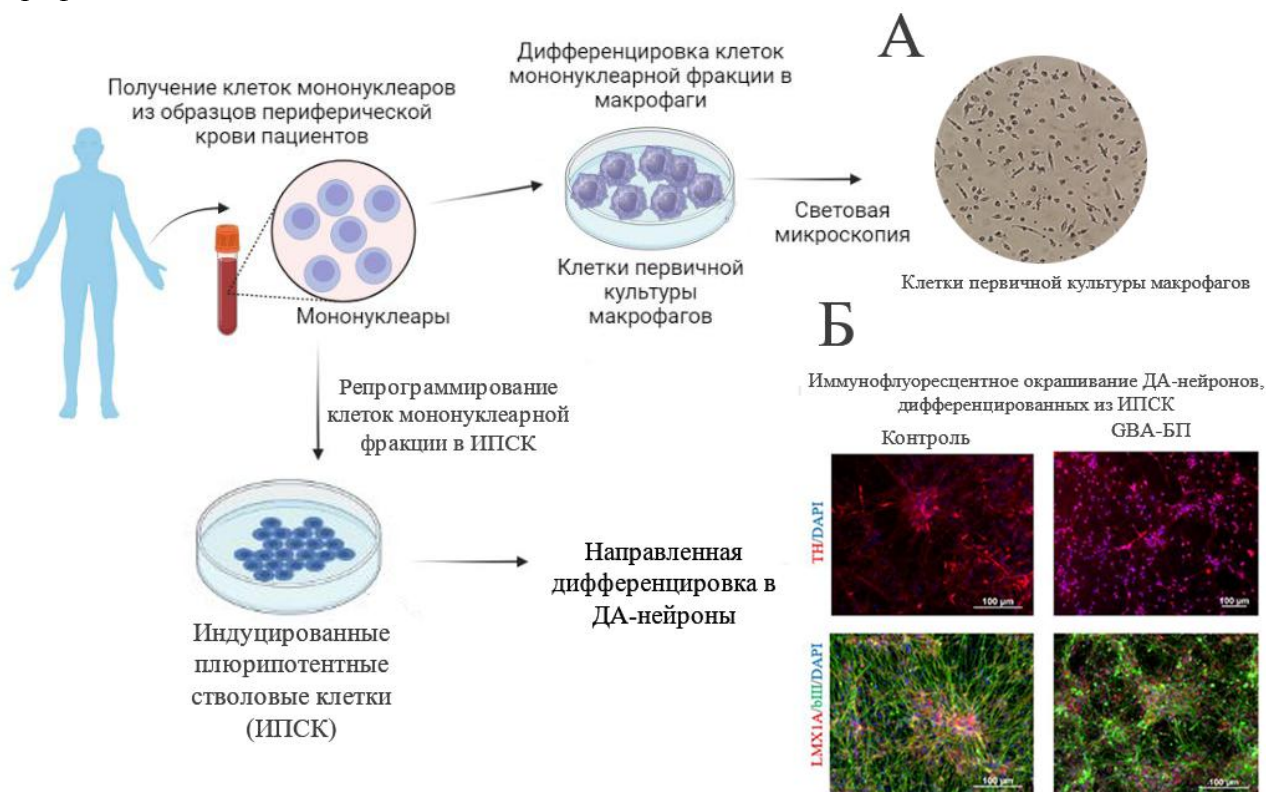 А
Дифференцировка клеток
мононуклеарной фракции в
макрофаги
Получение клеток мононуклеаров
из образцов периферической
крови пациентов
Световая
микроскопия
Клетки первичной
культуры
макрофагов
Клетки первичной культуры макрофагов
Мононуклеары
Б
Репрограммирование
клеток мононуклеарной
фракции в ИПСК
Иммунофлуоресцентное окрашивание ДА-нейронов,
дифференцированных из ИПСК
Контроль
GBA-БП
TH/DAPI
100 µm
100 µm
Направленная
дифференцировка в
ДА-нейроны
Индуцированные
плюрипотентные
стволовые клетки
(ИПСК)
LMX1A/bIII/DAPI
100 µm
100 µm